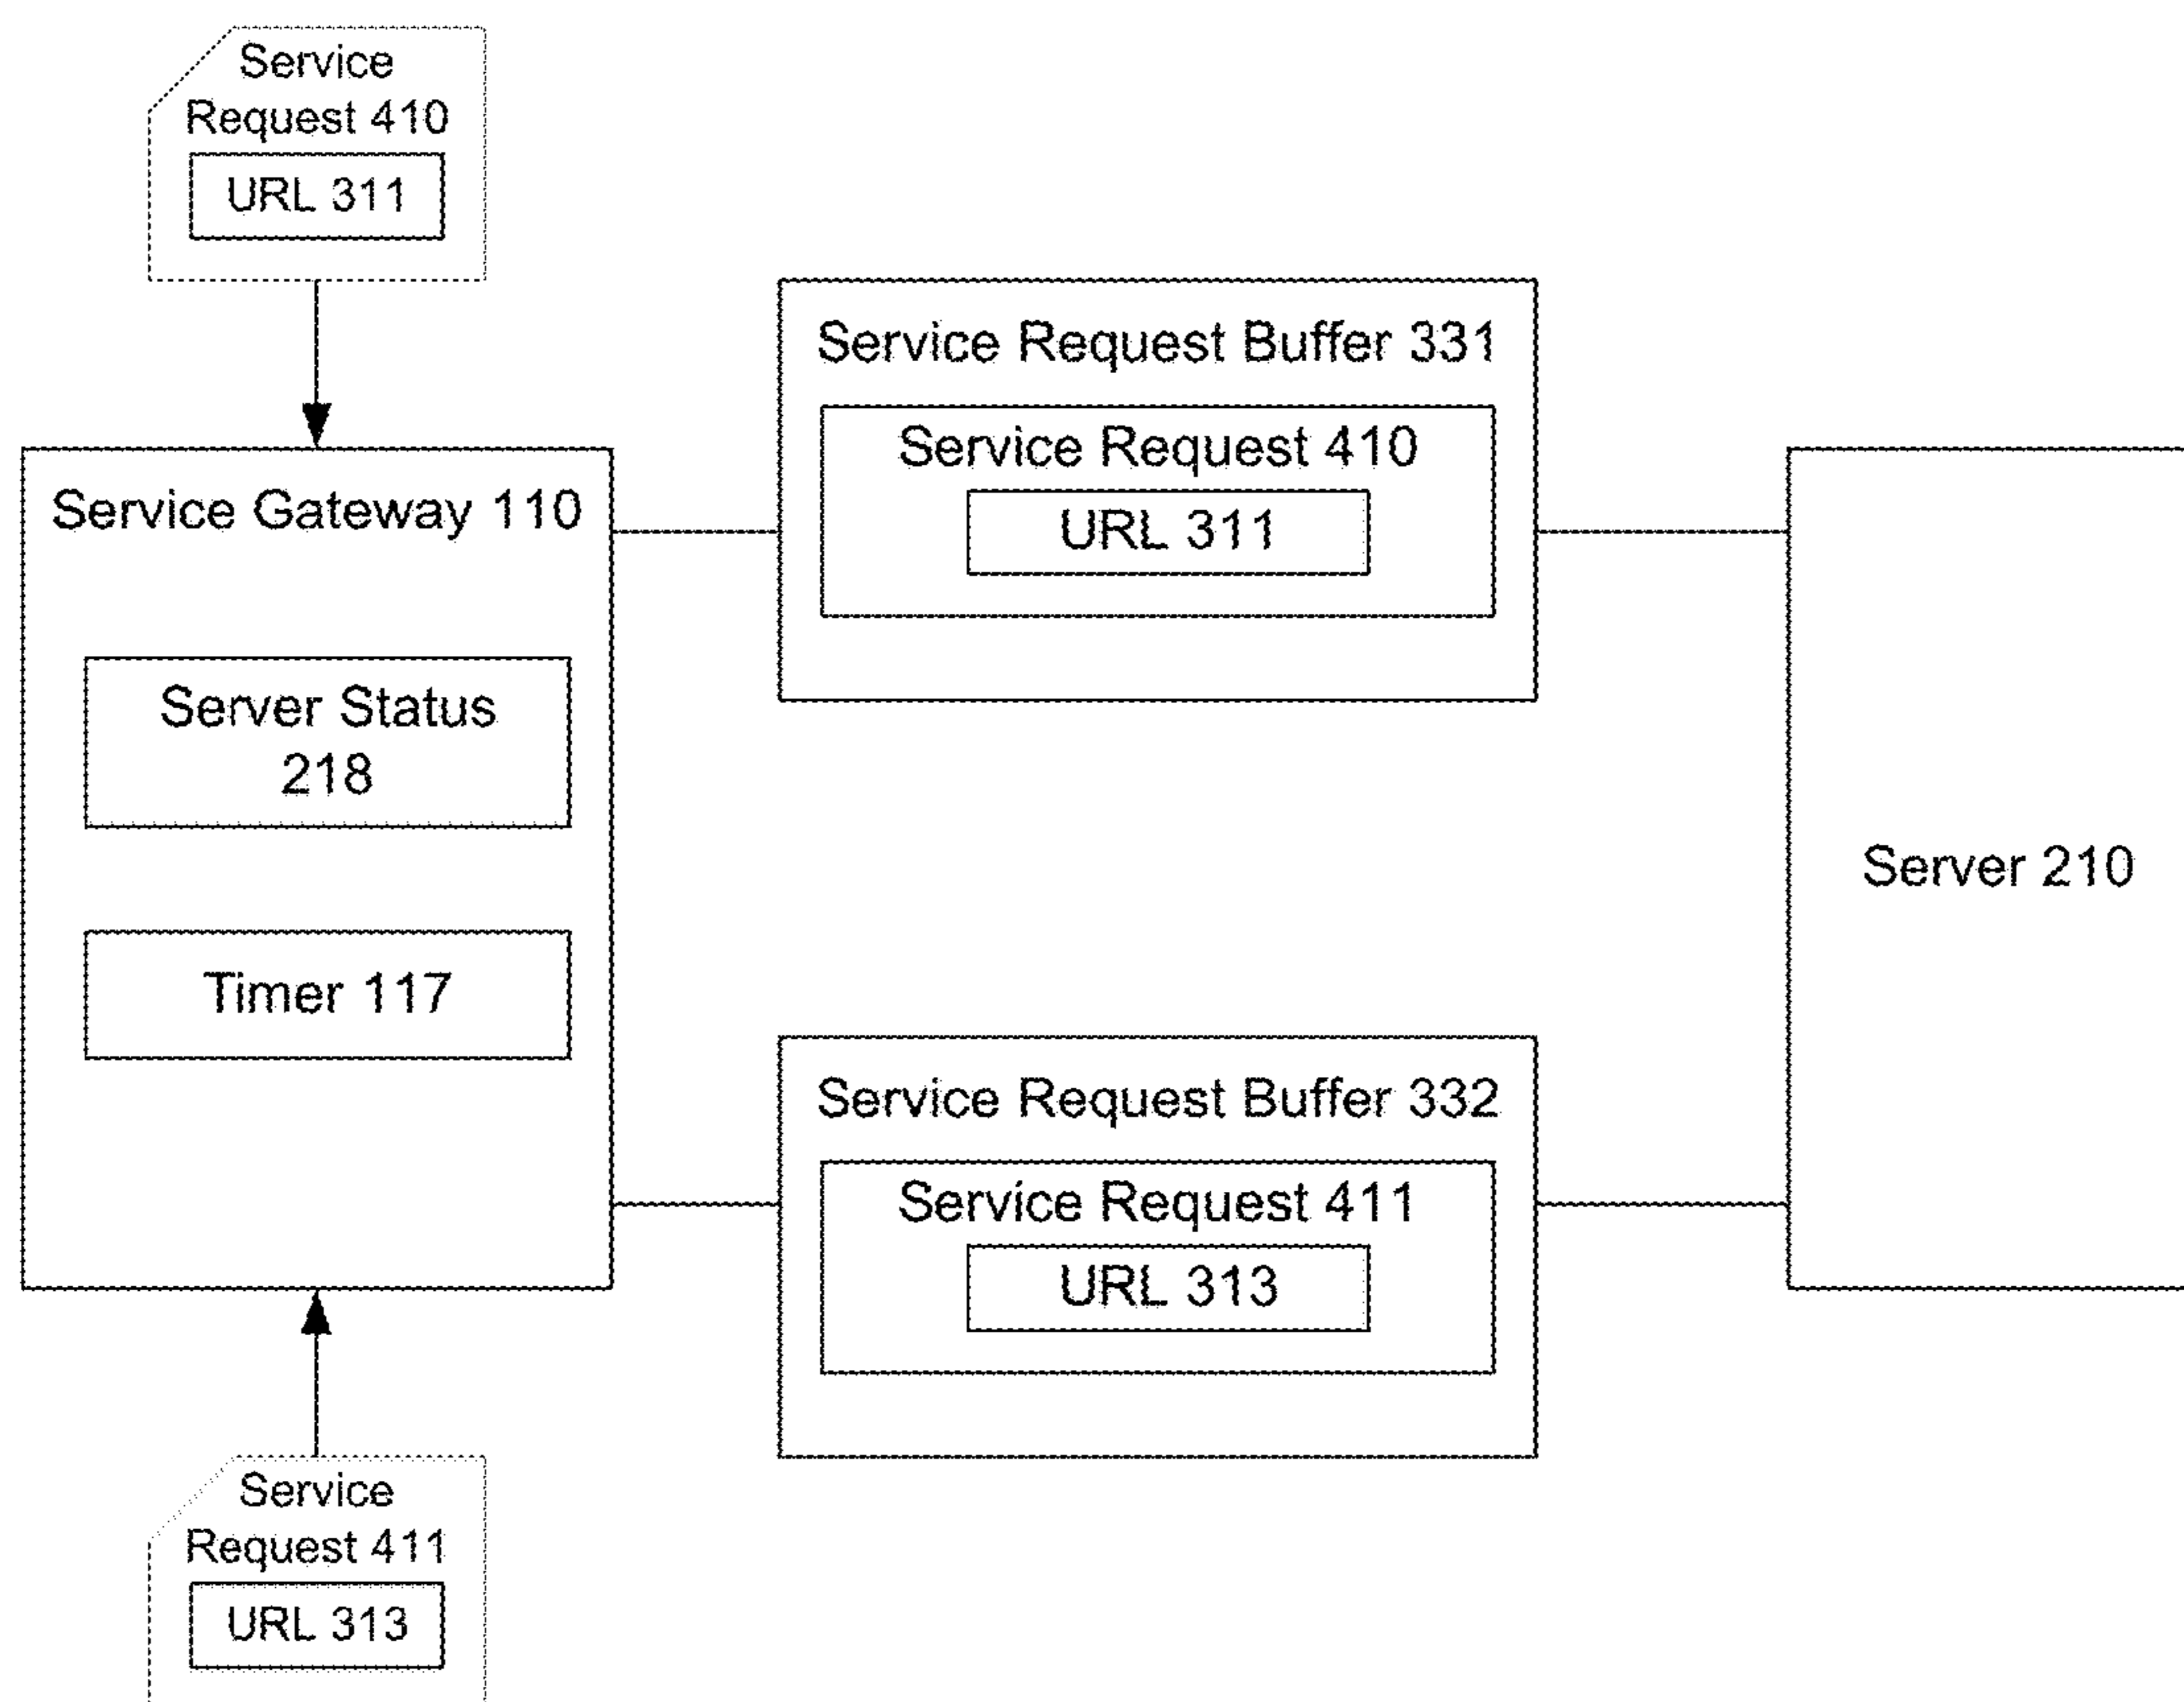 Service
Request 410
URL 311
Service Request Buffer 331
Service Request 410
URL 311
Service Gateway 110
Server Status
218
Timer 117
Server 210
Service Request Buffer 332
Service Request 411
URL 313
Service
Request 411
URL 313